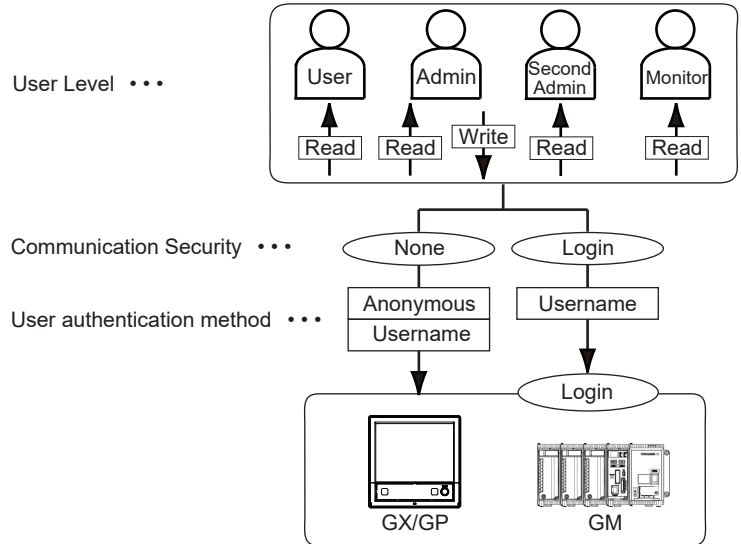 User Level • • •
User
Admin
Second
Admin
Monitor
Read
Read
Write
Read
Read
Communication Security • • •
None
Login
User authentication method • • •
Anonymous
Username
Username
Login
YOKOGAWA
GX/GP
GM